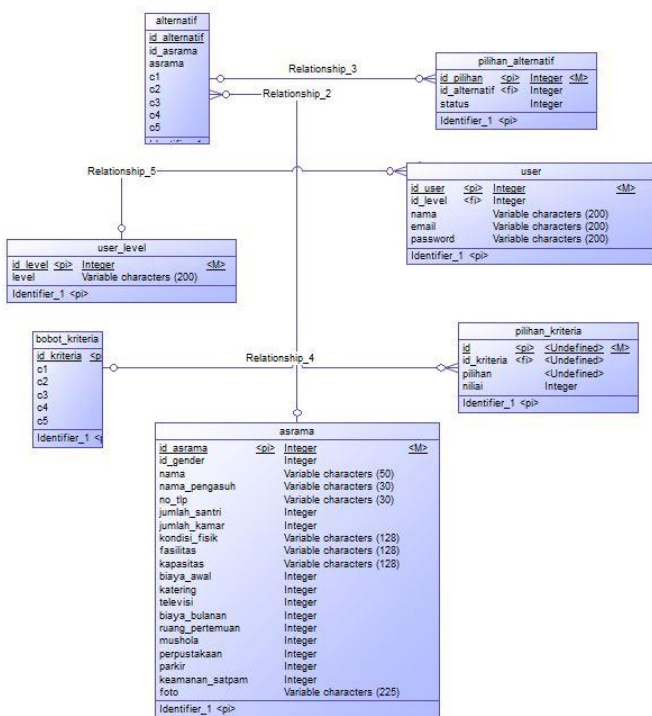 alternatif
id_alternatif
id_asrama
asrama
c1
c2
c3
c4
c5
Relationship_3
Relationship_2
pilihan_alternatif
id_pilihan <pi> Integer <M>
id_alternatif <fi> Integer
status Integer
Identifier_1 <pi>
Relationship_5
user
id_user <pi> Integer <M>
id_level <fi> Integer
nama Variable characters (200)
email Variable characters (200)
password Variable characters (200)
Identifier_1 <pi>
user_level
id_level <pi> Integer <M>
level Variable characters (200)
Identifier_1 <pi>
bobot_kriteria
id_kriteria
c1
c2
c3
c4
c5
Identifier_1
Relationship_4
pilihan_kriteria
id <pi> <Undefined> <M>
id_kriteria <fi> <Undefined>
pilihan <Undefined>
niliai Integer
Identifier_1 <pi>
asrama
id_asrama <pi> Integer <M>
id_gender Integer
nama Variable characters (50)
nama_pengasuh Variable characters (30)
no_tlp Variable characters (30)
jumlah_santri Integer
jumlah_kamar Integer
kondisi_fisik Variable characters (128)
fasilitas Variable characters (128)
kapasitas Variable characters (128)
biaya_awal Integer
katering Integer
televisi Integer
biaya_bulanan Integer
ruang_pertemuan Integer
mushola Integer
perpustakaan Integer
parkir Integer
keamanan_satpam Integer
foto Variable characters (225)
Identifier_1 <pi>